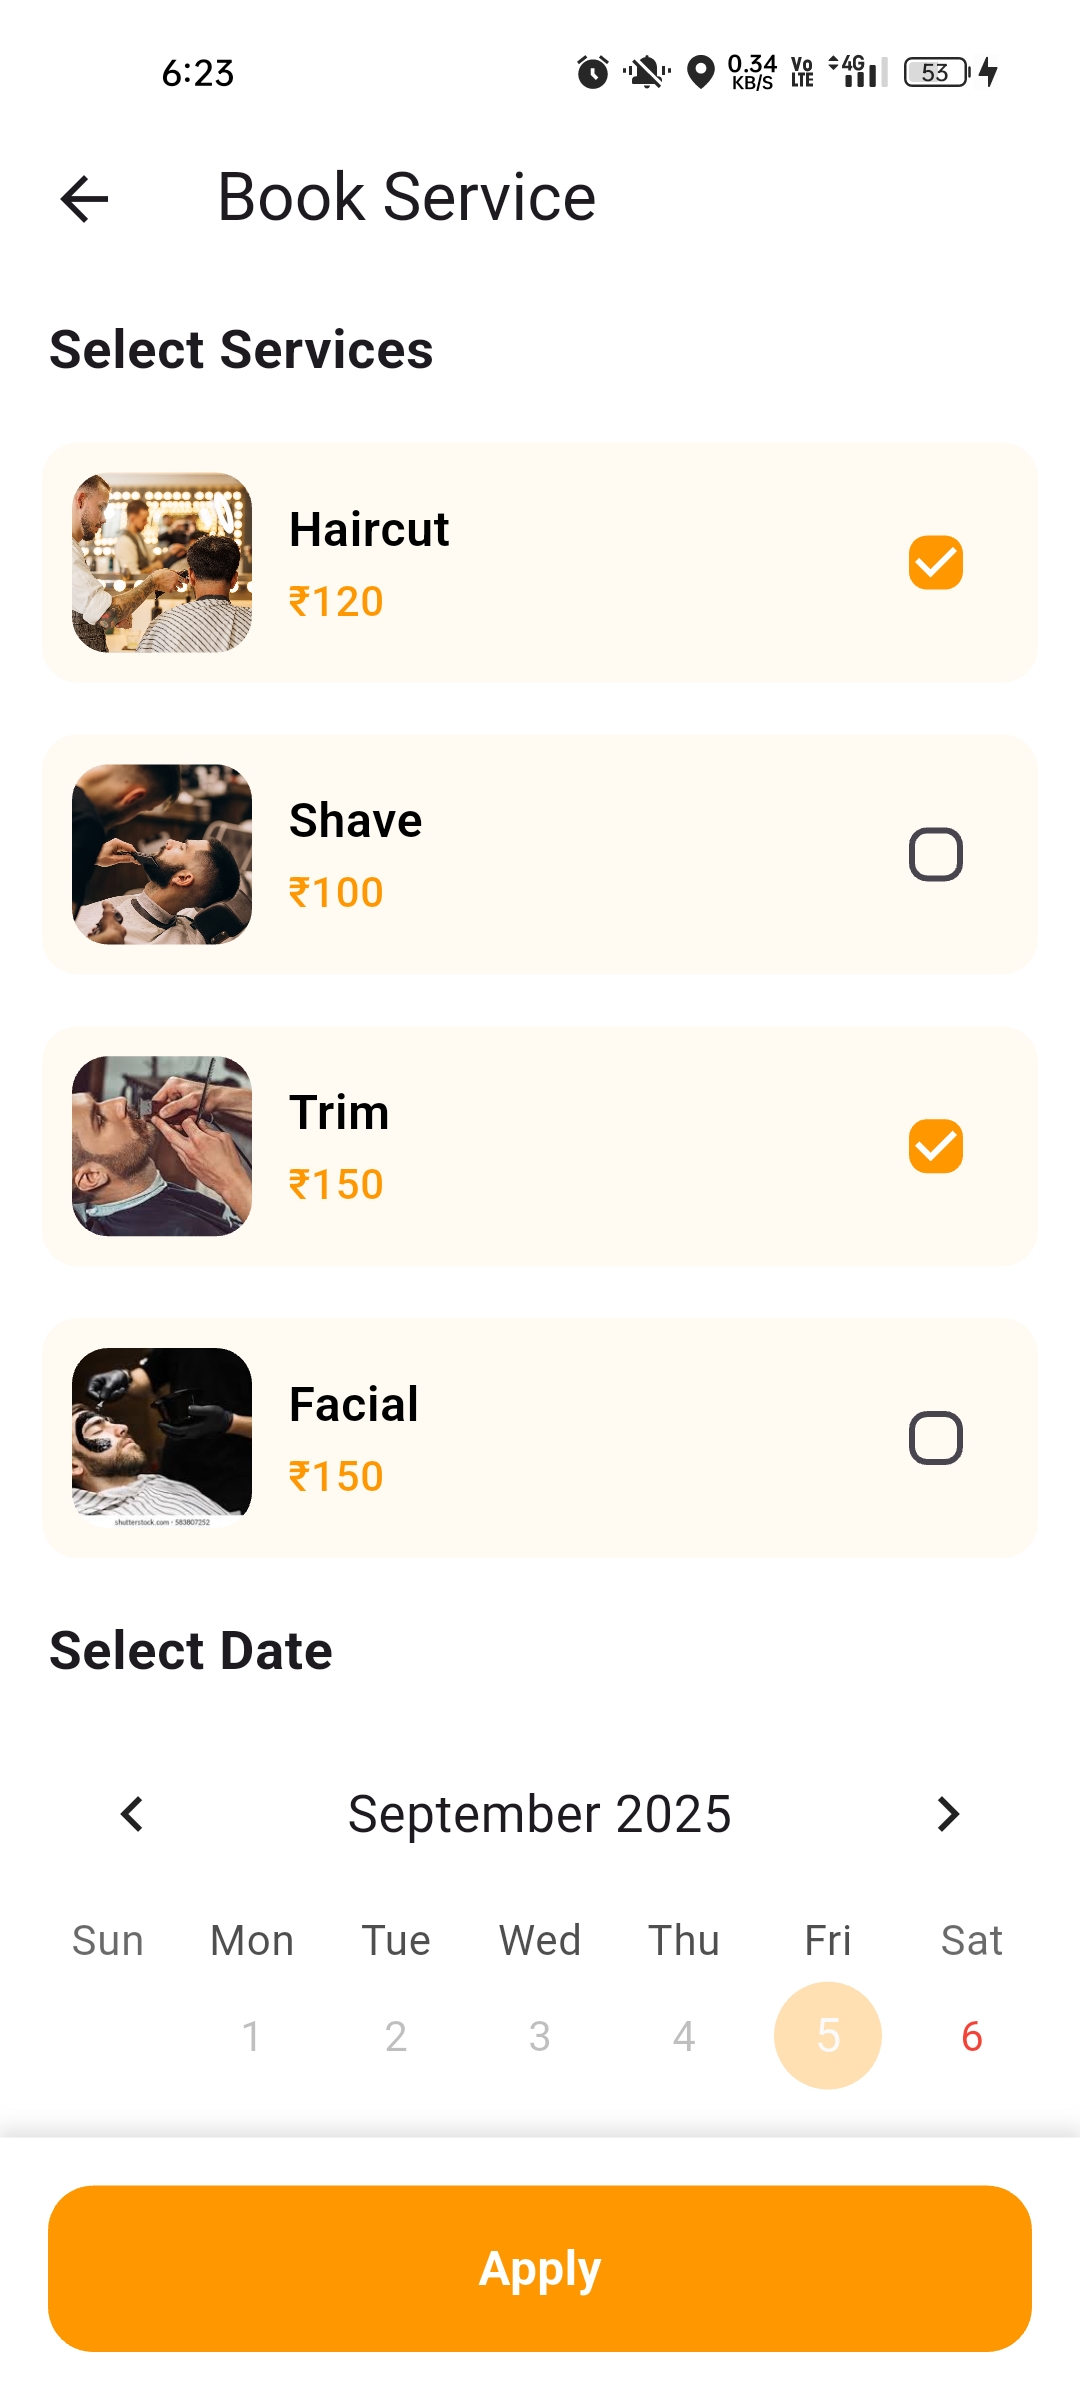 6:23 0.34 KB/S Vo LTE 4G 53
Book Service
Select Services
Haircut
₹120
Shave
₹100
Trim
₹150
Facial
₹150
shutterstock.com • 583807252
Select Date
September 2025
Sun Mon Tue Wed Thu Fri Sat
1 2 3 4 5 6
Apply